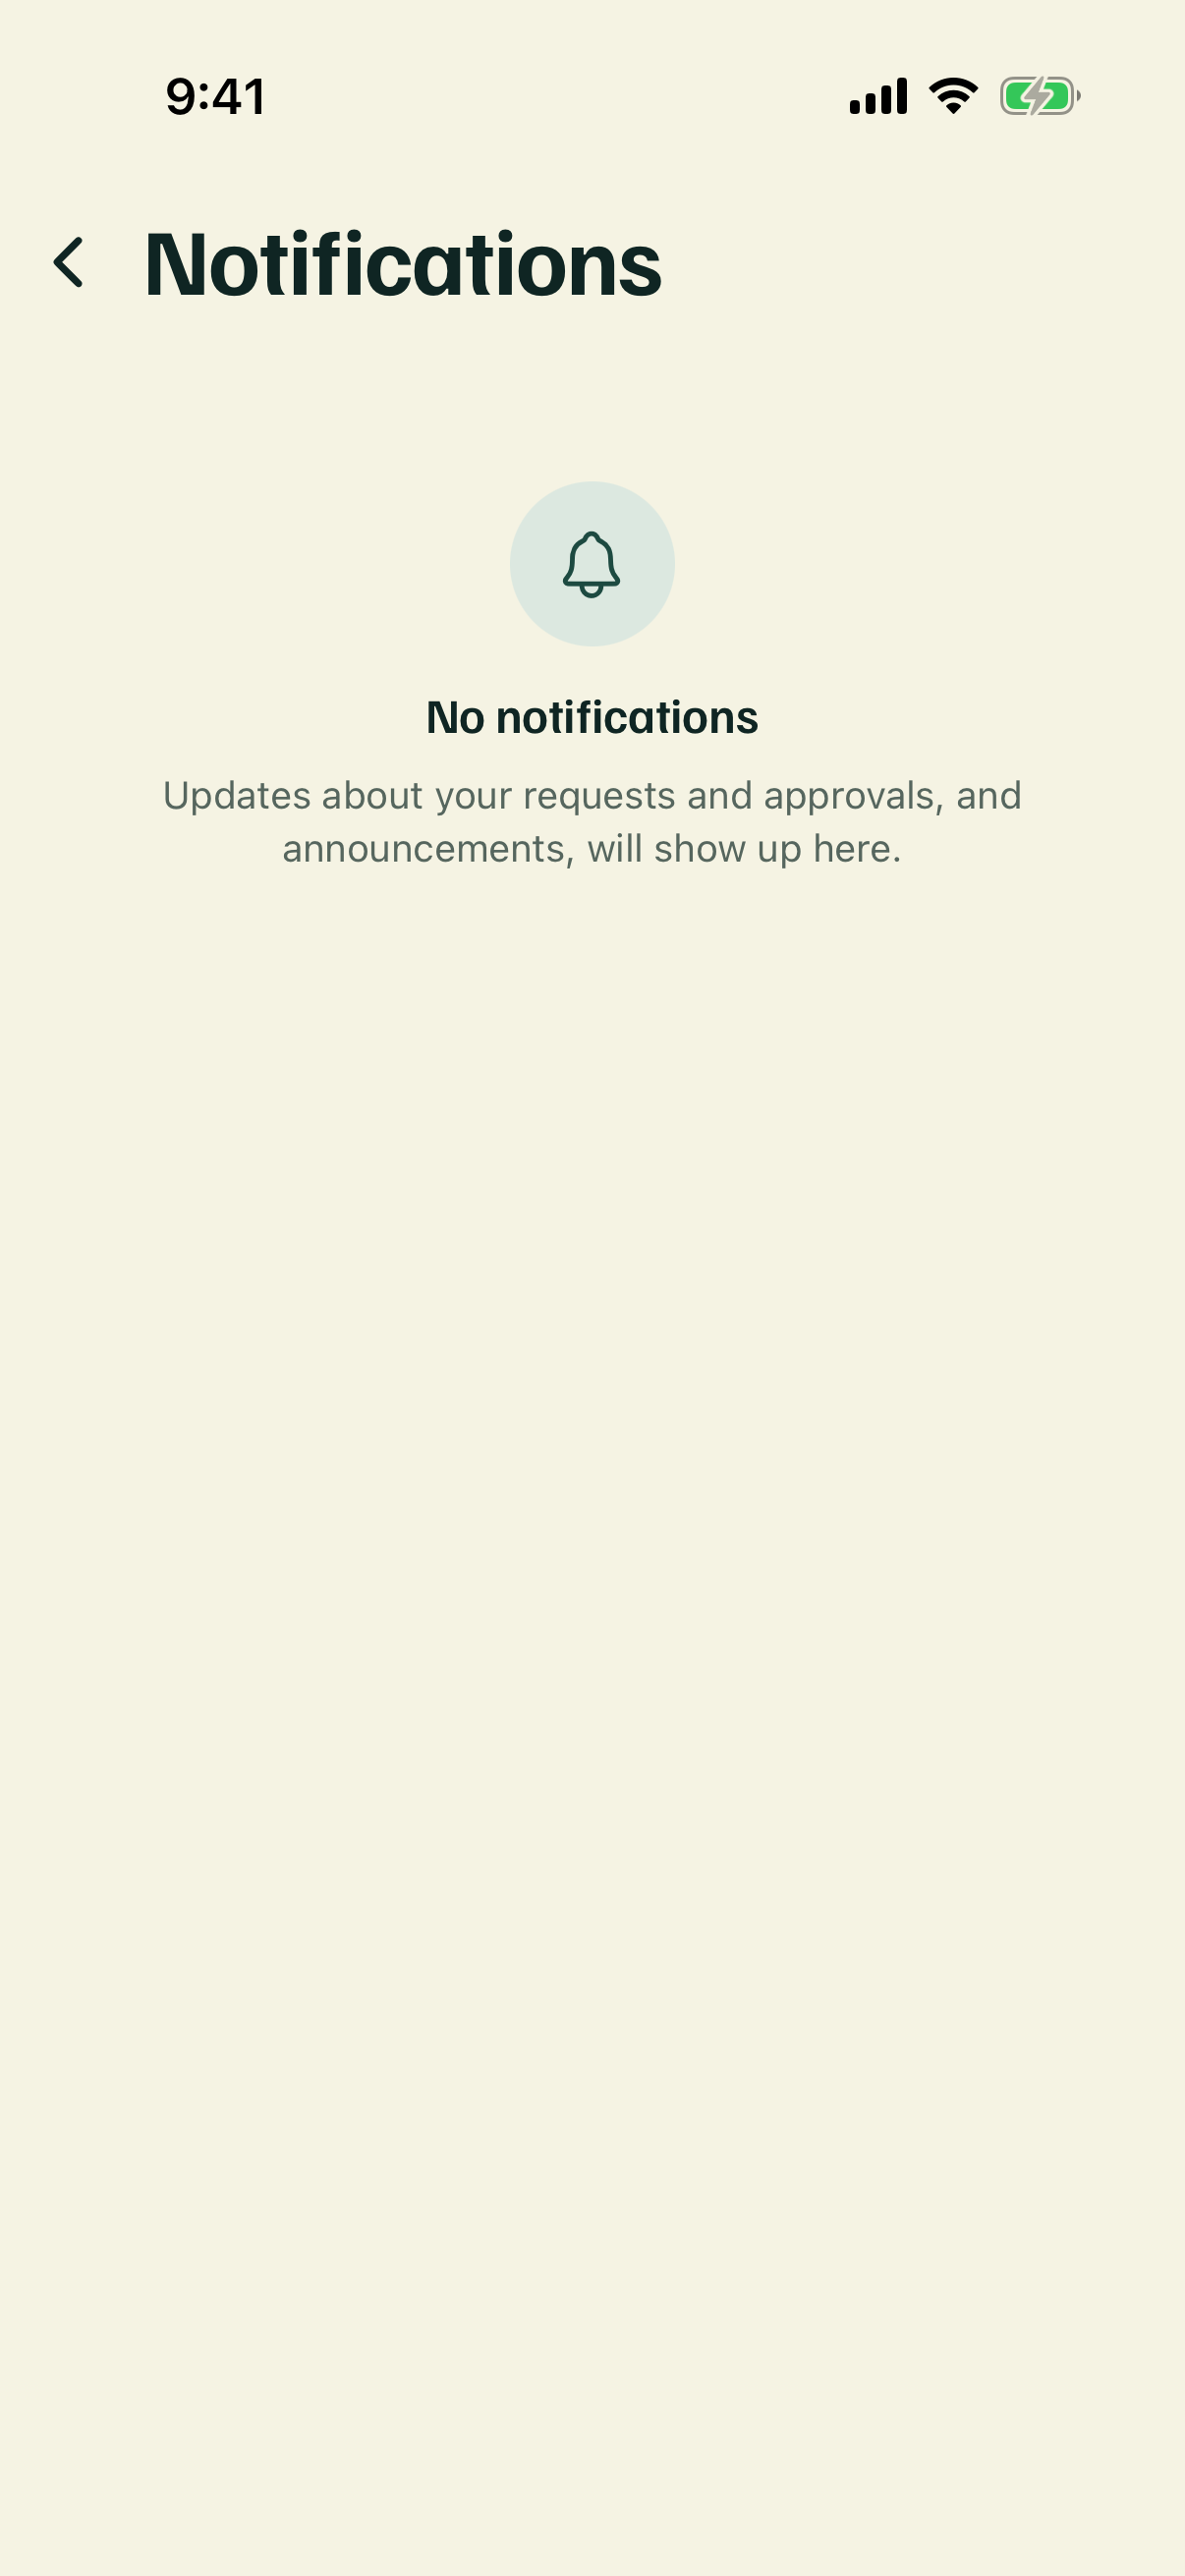 9:41
Notifications
No notifications
Updates about your requests and approvals, and
announcements, will show up here.